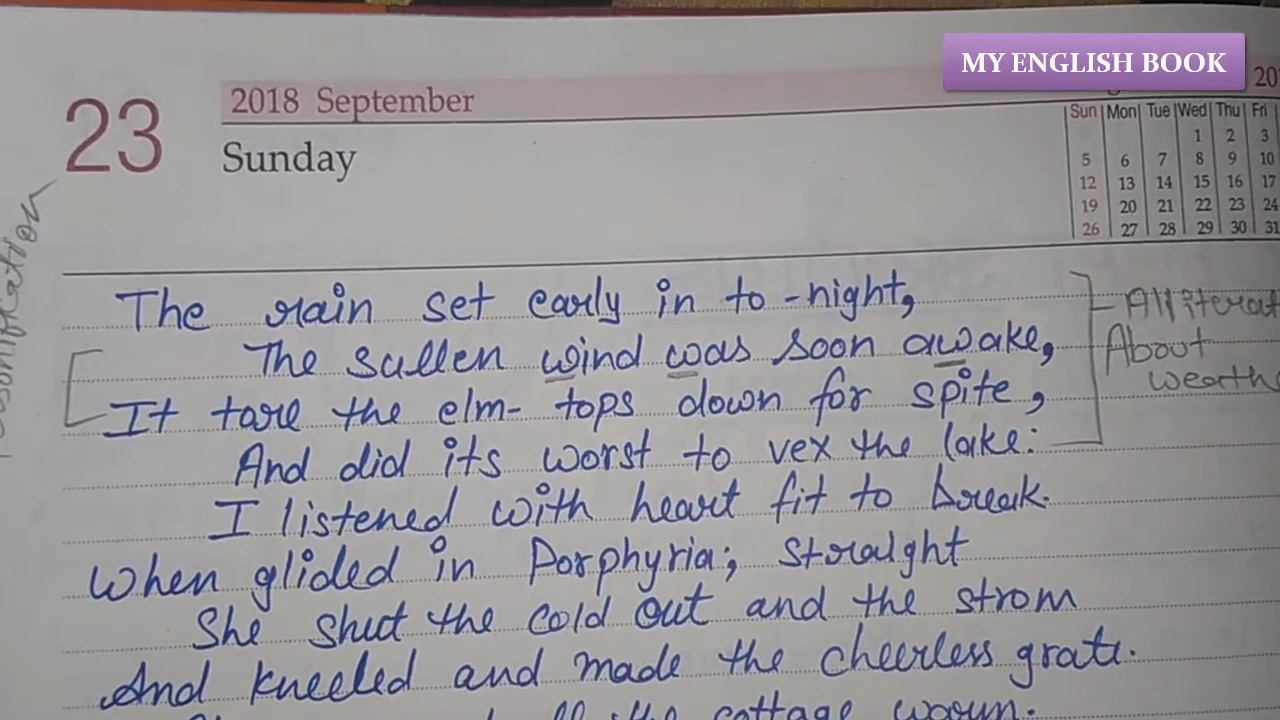 MY ENGLISH BOOK
23
2018 September
20
Sunday
Sun Mon Tue Wed Thu Fri
1 2 3
5 6 7 8 9 10
12 13 14 15 16 17
19 20 21 22 23 24
26 27 28 29 30 31
The rain set early in to-night,
The sullen wind was soon awake,
It tore the elm-tops down for spite,
And did its worst to vex the lake:
I listened with heart fit to break.
When glided in Porphyria; straight
She shut the cold out and the strom
And kneeled and made the cheerless grate.
the cottage warm.
Alliterat
About
weath